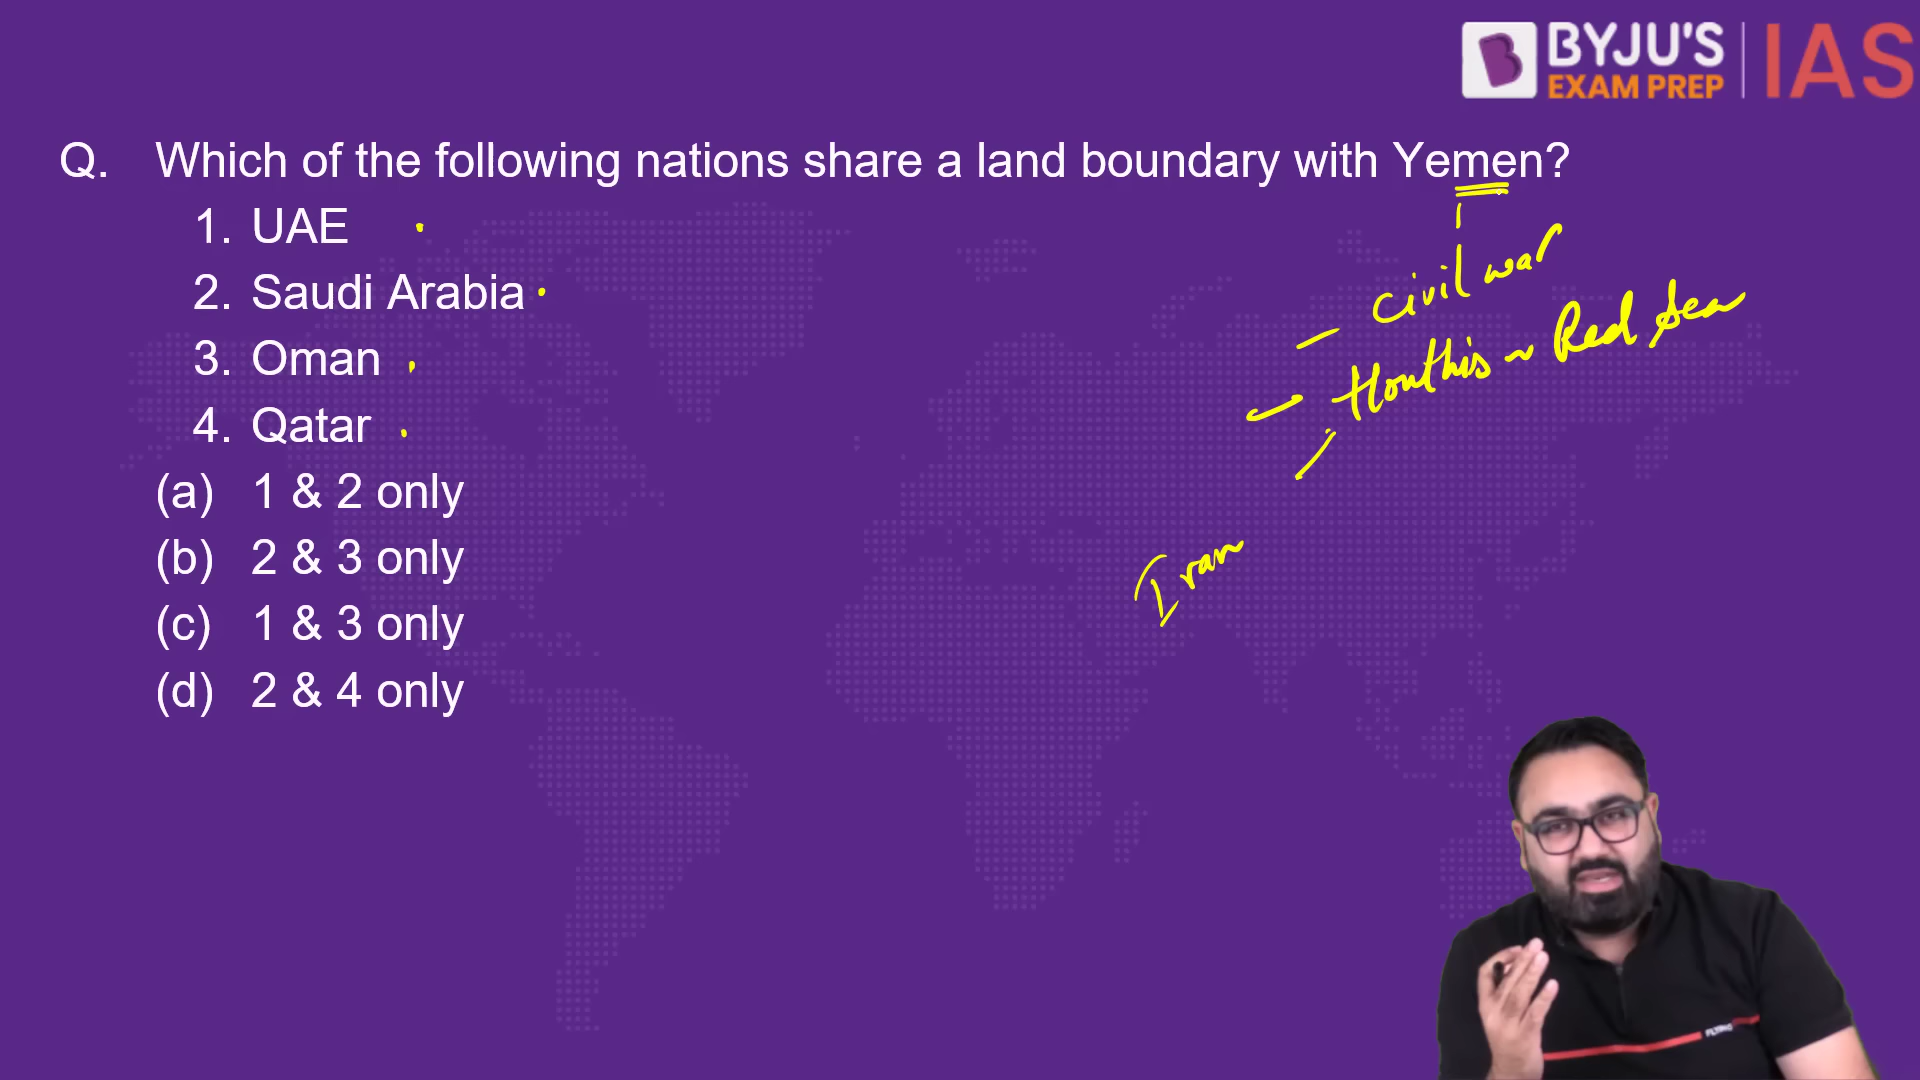 BYJU'S
EXAM PREP
IAS
Q. Which of the following nations share a land boundary with Yemen?
1. UAE
2. Saudi Arabia
3. Oman
4. Qatar
(a) 1 & 2 only
(b) 2 & 3 only
(c) 1 & 3 only
(d) 2 & 4 only
Civil war
Houthis ~ Red Sea
Iran